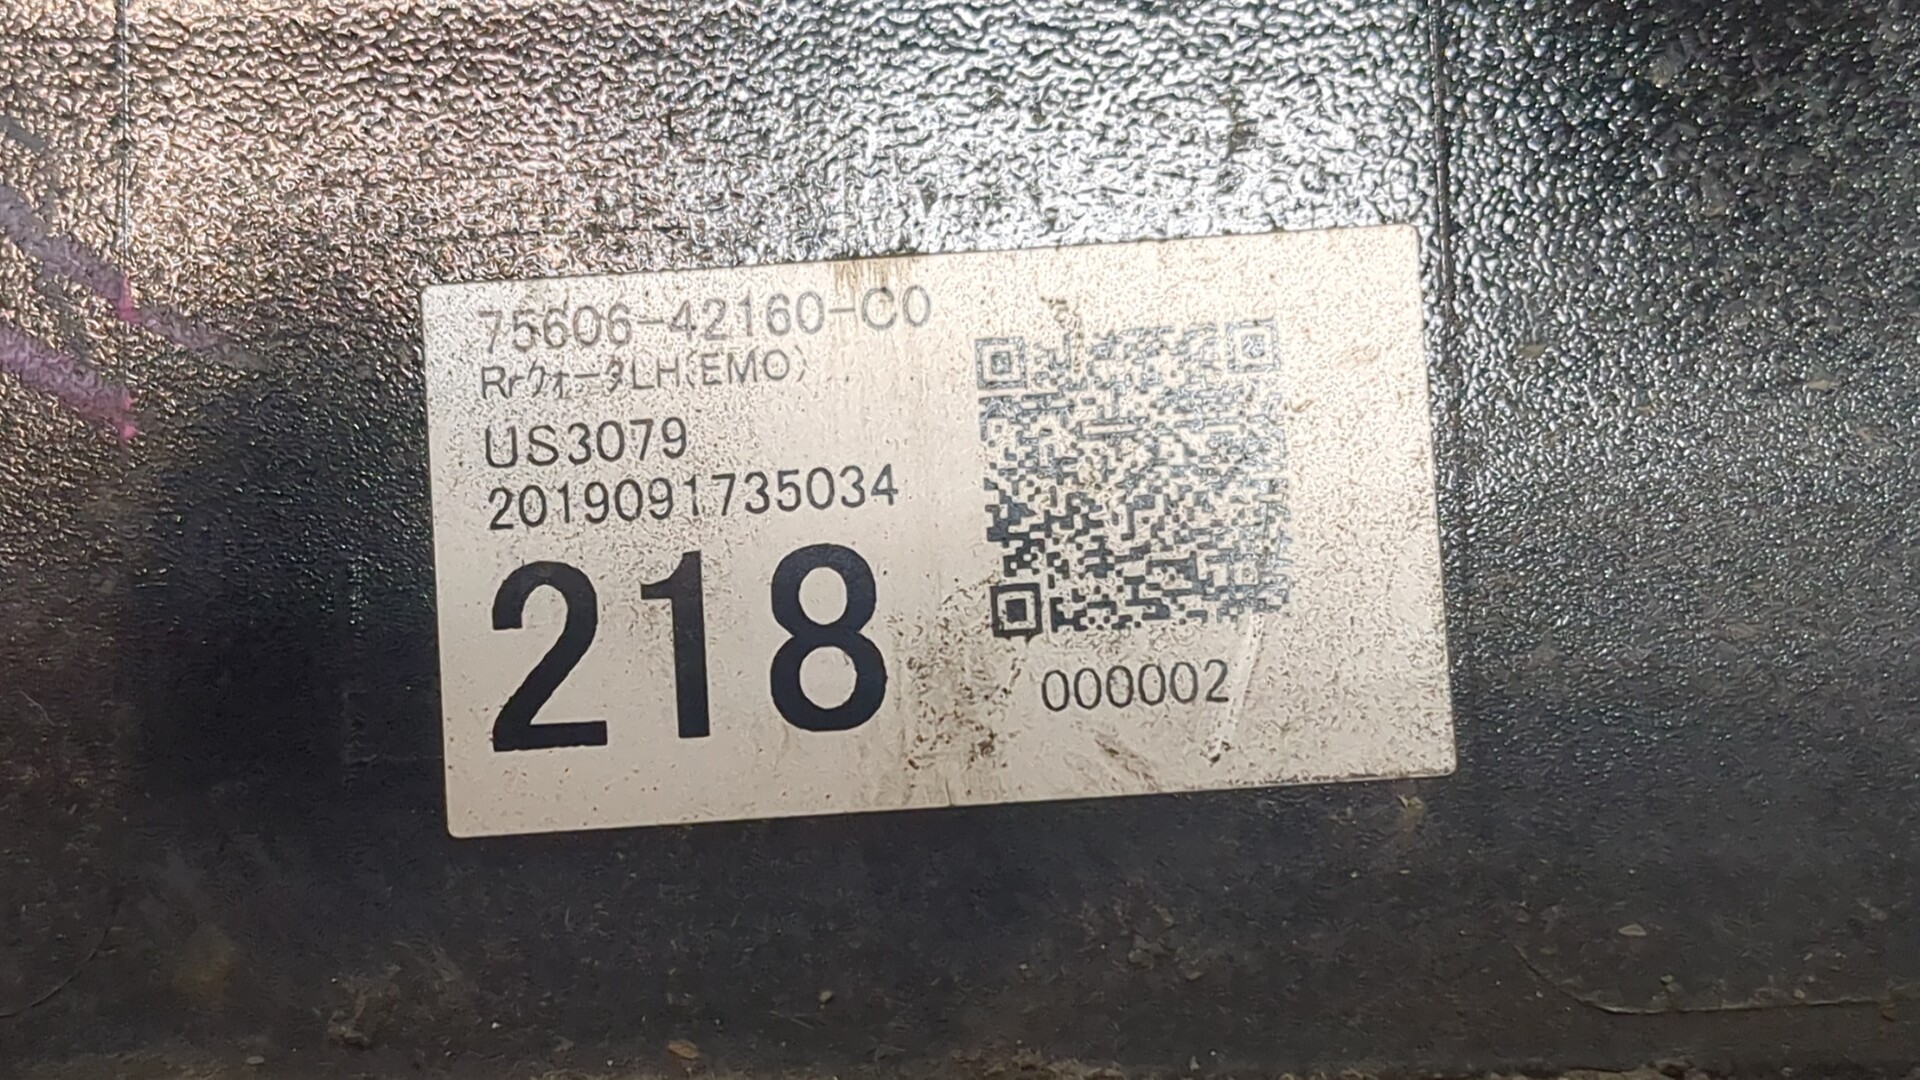 75606-42160-C0
Rrｸｫｰﾀ LH(EMO)
US3079
2019091735034
218
000002